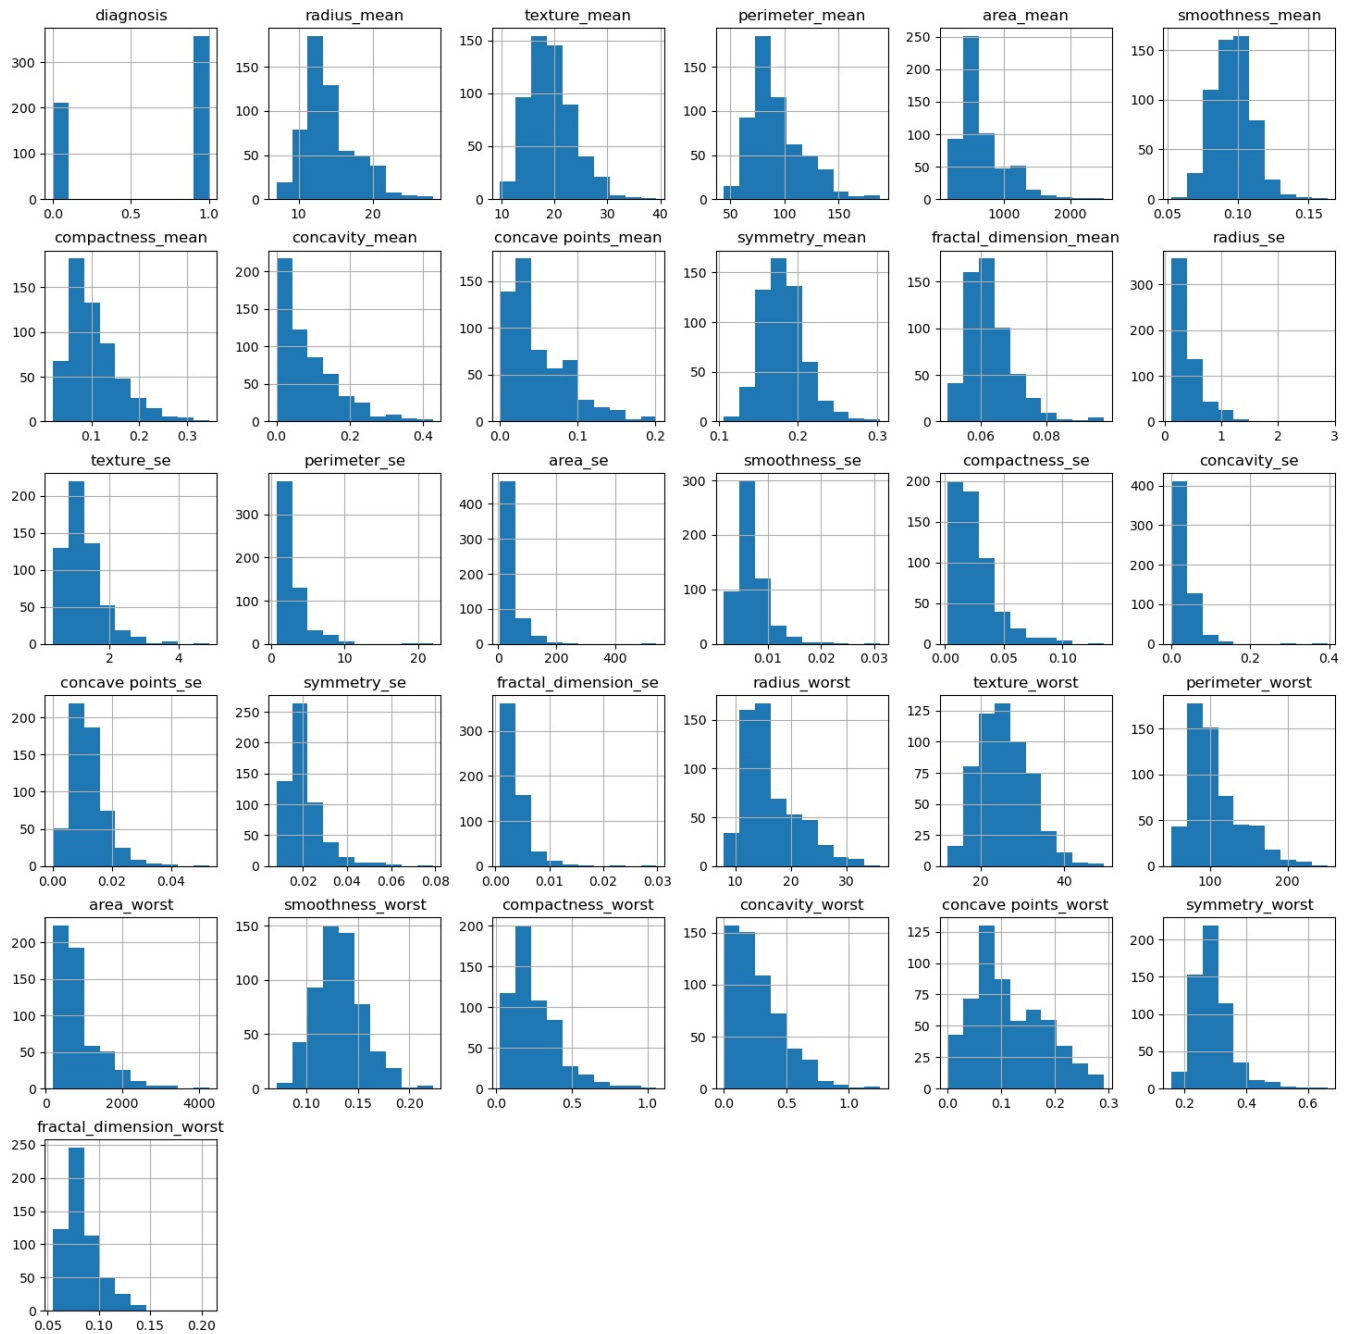 diagnosis radius_mean texture_mean perimeter_mean area_mean smoothness_mean
300 200 100 0
0.0 0.5 1.0
150 100 50 0
10 20
150 100 50 0
10 20 30 40
150 100 50 0
50 100 150
250 200 150 100 50 0
1000 2000
150 100 50 0
0.05 0.10 0.15
compactness_mean concavity_mean concave points_mean symmetry_mean fractal_dimension_mean radius_se
150 100 50 0
0.1 0.2 0.3
200 150 100 50 0
0.0 0.2 0.4
150 100 50 0
0.0 0.1 0.2
150 100 50 0
0.1 0.2 0.3
150 100 50 0
0.06 0.08
300 200 100 0
0 1 2 3
texture_se perimeter_se area_se smoothness_se compactness_se concavity_se
200 150 100 50 0
2 4
300 200 100 0
0 10 20
400 300 200 100 0
0 200 400
300 200 100 0
0.01 0.02 0.03
200 150 100 50 0
0.00 0.05 0.10
400 300 200 100 0
0.0 0.2 0.4
concave points_se symmetry_se fractal_dimension_se radius_worst texture_worst perimeter_worst
200 150 100 50 0
0.00 0.02 0.04
250 200 150 100 50 0
0.02 0.04 0.06 0.08
300 200 100 0
0.00 0.01 0.02 0.03
150 100 50 0
10 20 30
125 100 75 50 25 0
20 40
150 100 50 0
100 200
area_worst smoothness_worst compactness_worst concavity_worst concave points_worst symmetry_worst
200 150 100 50 0
0 2000 4000
150 100 50 0
0.10 0.15 0.20
200 150 100 50 0
0.0 0.5 1.0
150 100 50 0
0.0 0.5 1.0
125 100 75 50 25 0
0.0 0.1 0.2 0.3
200 150 100 50 0
0.2 0.4 0.6
fractal_dimension_worst
250 200 150 100 50 0
0.05 0.10 0.15 0.20